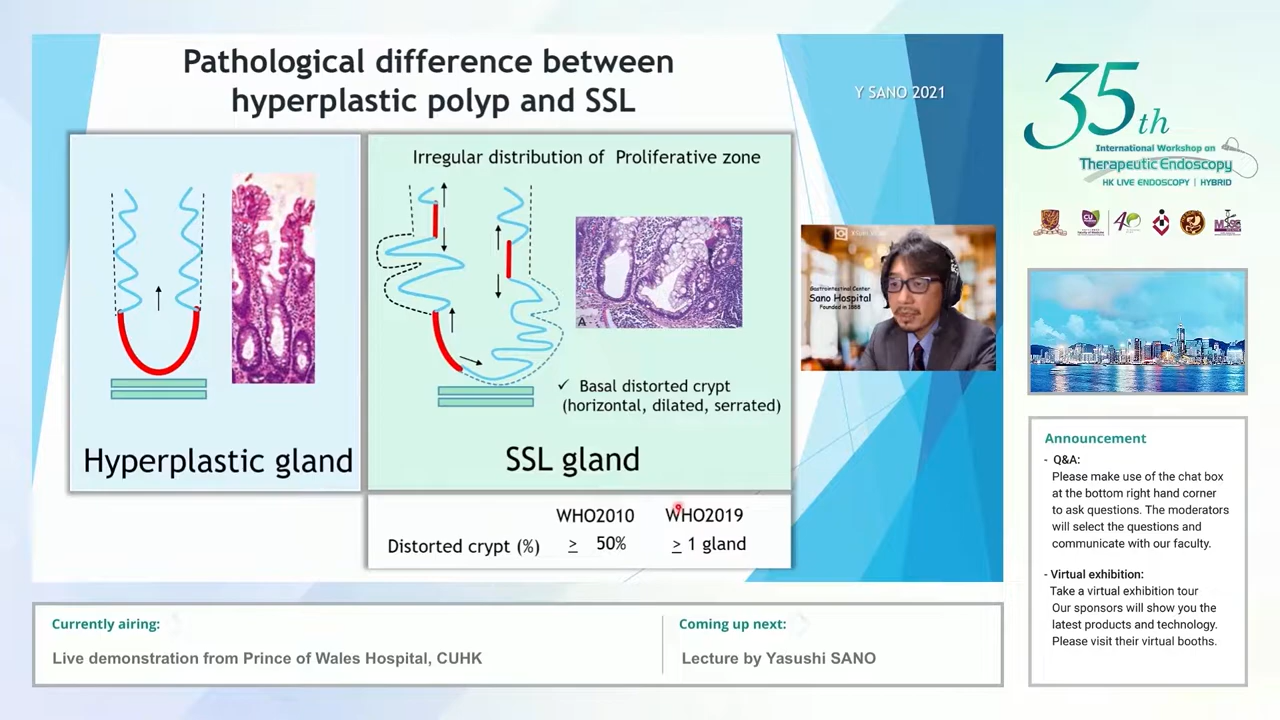 Pathological difference between
hyperplastic polyp and SSL
Y SANO 2021
Irregular distribution of Proliferative zone
A
✓ Basal distorted crypt
(horizontal, dilated, serrated)
Hyperplastic gland
SSL gland
WHO2010 WHO2019
Distorted crypt (%) ≥ 50% ≥ 1 gland
Gastrointestinal Center
Sano Hospital
35th
International Workshop on
Therapeutic Endoscopy
HK LIVE ENDOSCOPY | HYBRID
Announcement
- Q&A:
Please make use of the chat box
at the bottom right hand corner
to ask questions. The moderators
will select the questions and
communicate with our faculty.
- Virtual exhibition:
Take a virtual exhibition tour
Our sponsors will show you the
latest products and technology.
Please visit their virtual booths.
Currently airing:
Live demonstration from Prince of Wales Hospital, CUHK
Coming up next:
Lecture by Yasushi SANO